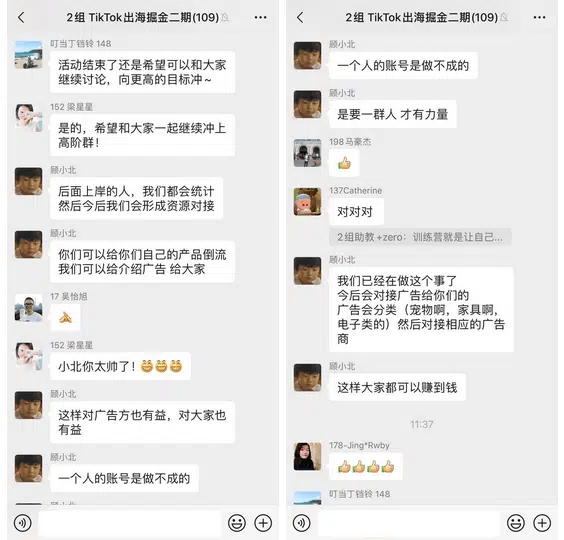 2组 TikTok出海掘金二期(109)
叮当丁铛铃 148
活动结束了还是希望可以和大家
继续讨论，向更高的目标冲～
152 梁星星
是的，希望和大家一起继续冲上
高阶群！
顾小北
后面上岸的人，我们都会统计
然后今后我们会形成资源对接
顾小北
你们可以给你们自己的产品倒流
我们可以给介绍广告 给大家
17 吴怡旭
152 梁星星
小北你太帅了！
顾小北
这样对广告方也有益，对大家也
有益
顾小北
一个人的账号是做不成的
2组 TikTok出海掘金二期(109)
顾小北
一个人的账号是做不成的
顾小北
是要一群人 才有力量
198 马豪杰
137Catherine
对对对
2组助教+zero：训练营就是让自己...
顾小北
我们已经在做这个事了
今后会对接广告给你们的
广告会分类（宠物啊，家具啊，
电子类的）然后对接相应的广告
商
顾小北
这样大家都可以赚到钱
11:37
178-Jing*Rwby
叮当丁铛铃 148